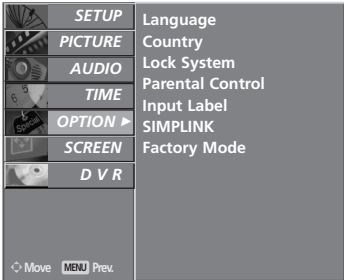 SETUP
PICTURE
AUDIO
TIME
OPTION ►
SCREEN
D V R
Language
Country
Lock System
Parental Control
Input Label
SIMPLINK
Factory Mode
Move MENU Prev.